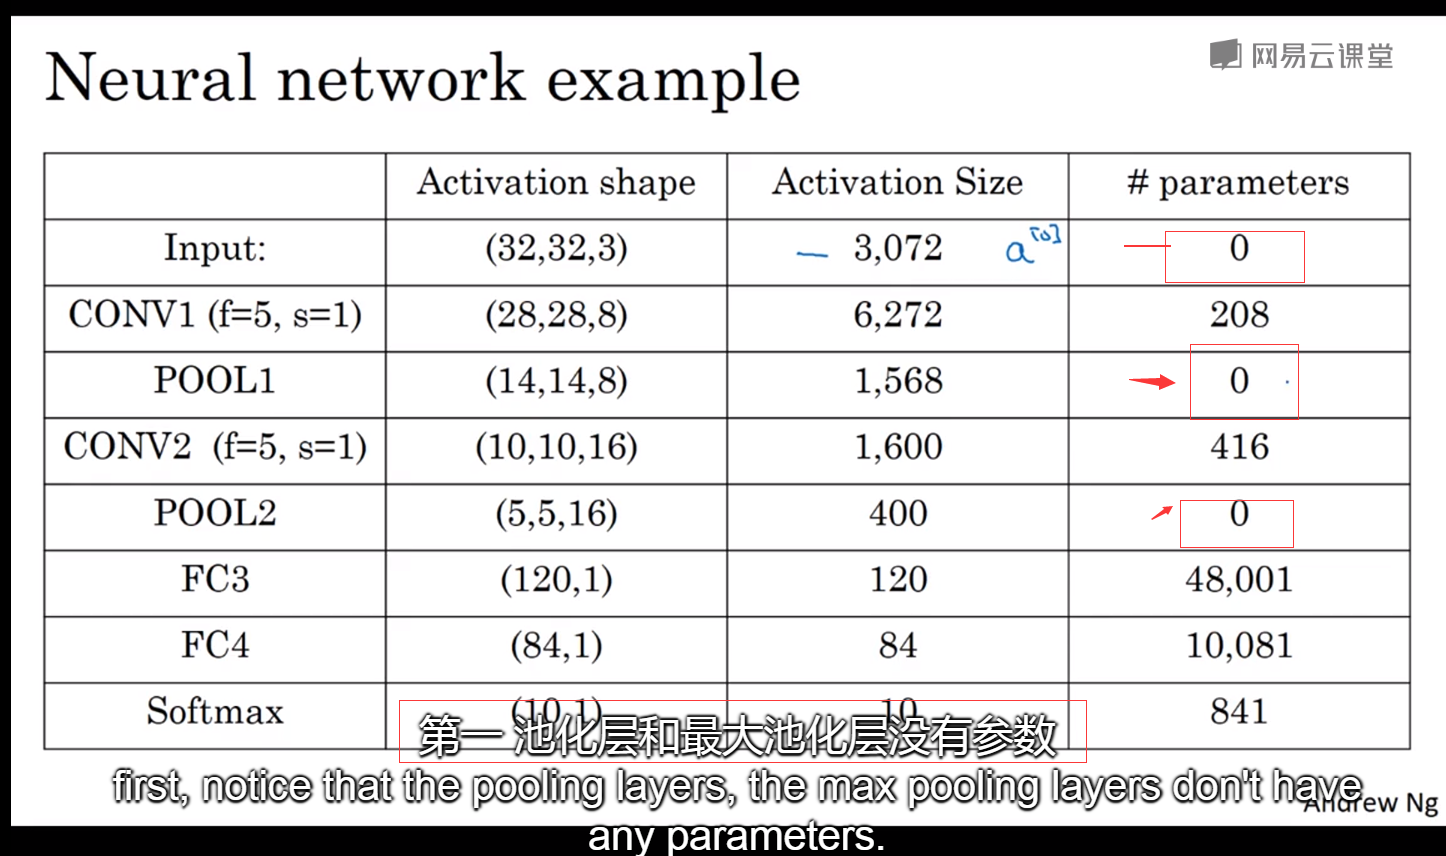 网易云课堂
Neural network example
Activation shape Activation Size # parameters
Input: (32,32,3) — 3,072 a[0] 0
CONV1 (f=5, s=1) (28,28,8) 6,272 208
POOL1 (14,14,8) 1,568 0
CONV2 (f=5, s=1) (10,10,16) 1,600 416
POOL2 (5,5,16) 400 0
FC3 (120,1) 120 48,001
FC4 (84,1) 84 10,081
Softmax (10,1) 10 841
第一 池化层和最大池化层没有参数
first, notice that the pooling layers, the max pooling layers don't have
Andrew Ng
any parameters.